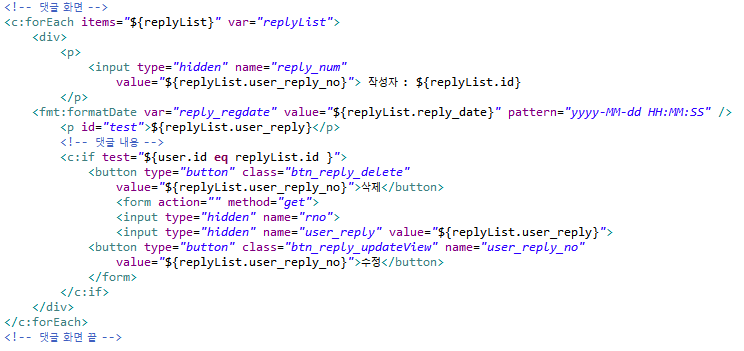 <!-- 댓글 화면 -->
<c:forEach items="${replyList}" var="replyList">
<div>
<p>
<input type="hidden" name="reply_num"
value="${replyList.user_reply_no}"> 작성자 : ${replyList.id}
</p>
<fmt:formatDate var="reply_regdate" value="${replyList.reply_date}" pattern="yyyy-MM-dd HH:MM:SS" />
<p id="test">${replyList.user_reply}</p>
<!-- 댓글 내용 -->
<c:if test="${user.id eq replyList.id }">
<button type="button" class="btn_reply_delete"
value="${replyList.user_reply_no}">삭제</button>
<form action="" method="get">
<input type="hidden" name="rno">
<input type="hidden" name="user_reply" value="${replyList.user_reply}">
<button type="button" class="btn_reply_updateView" name="user_reply_no"
value="${replyList.user_reply_no}">수정</button>
</form>
</c:if>
</div>
</c:forEach>
<!-- 댓글 화면 끝 -->